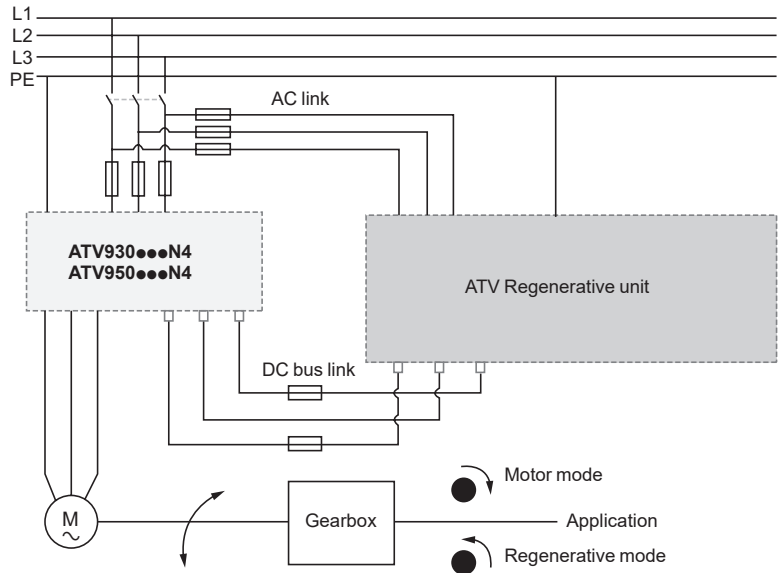 L1
L2
L3
PE
AC link
ATV930●●●N4
ATV950●●●N4
ATV Regenerative unit
DC bus link
Motor mode
M
~
Gearbox
Application
Regenerative mode